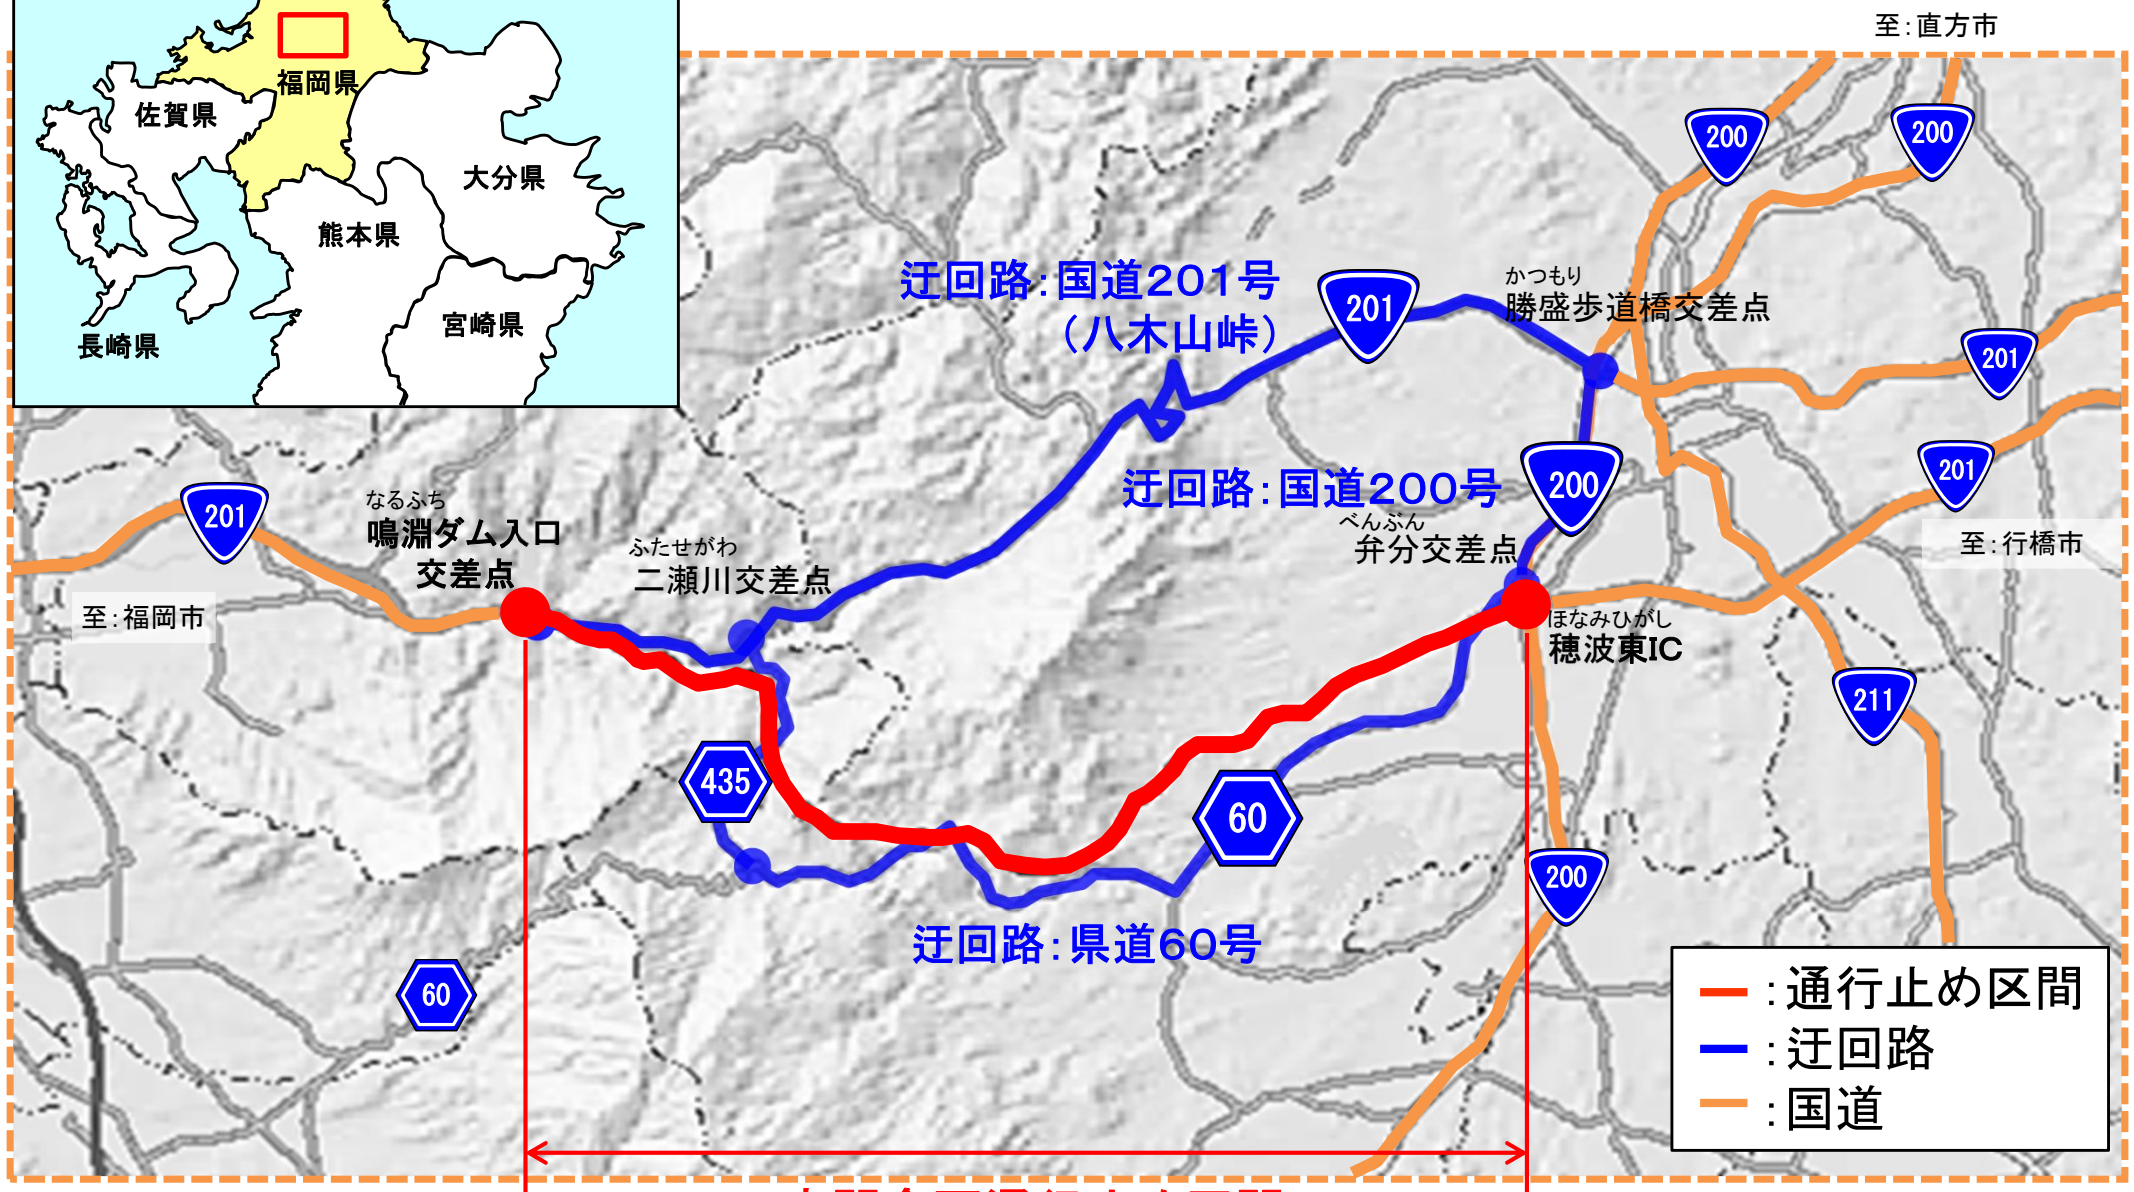 至：直方市
福岡県
佐賀県
大分県
熊本県
宮崎県
長崎県
200
200
迂回路：国道201号
（八木山峠）
201
かつもり
勝盛歩道橋交差点
201
201
迂回路：国道200号
200
べんぶん
弁分交差点
至：行橋市
201
なるふち
鳴淵ダム入口
交差点
ふたせがわ
二瀬川交差点
至：福岡市
ほなみひがし
穂波東IC
211
435
60
200
迂回路：県道60号
60
：通行止め区間
：迂回路
：国道